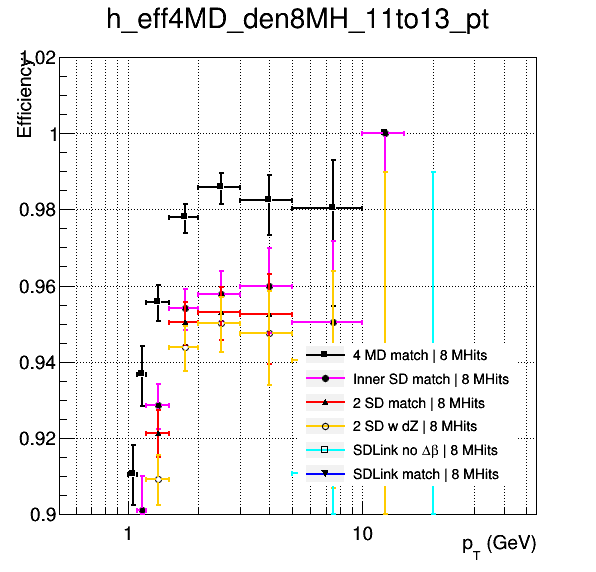 h_eff4MD_den8MH_11to13_pt
Efficiency
1.02
1
0.98
0.96
0.94
0.92
0.9
4 MD match | 8 MHits
Inner SD match | 8 MHits
2 SD match | 8 MHits
2 SD w dZ | 8 MHits
SDLink no Δβ | 8 MHits
SDLink match | 8 MHits
1
10
p_T (GeV)